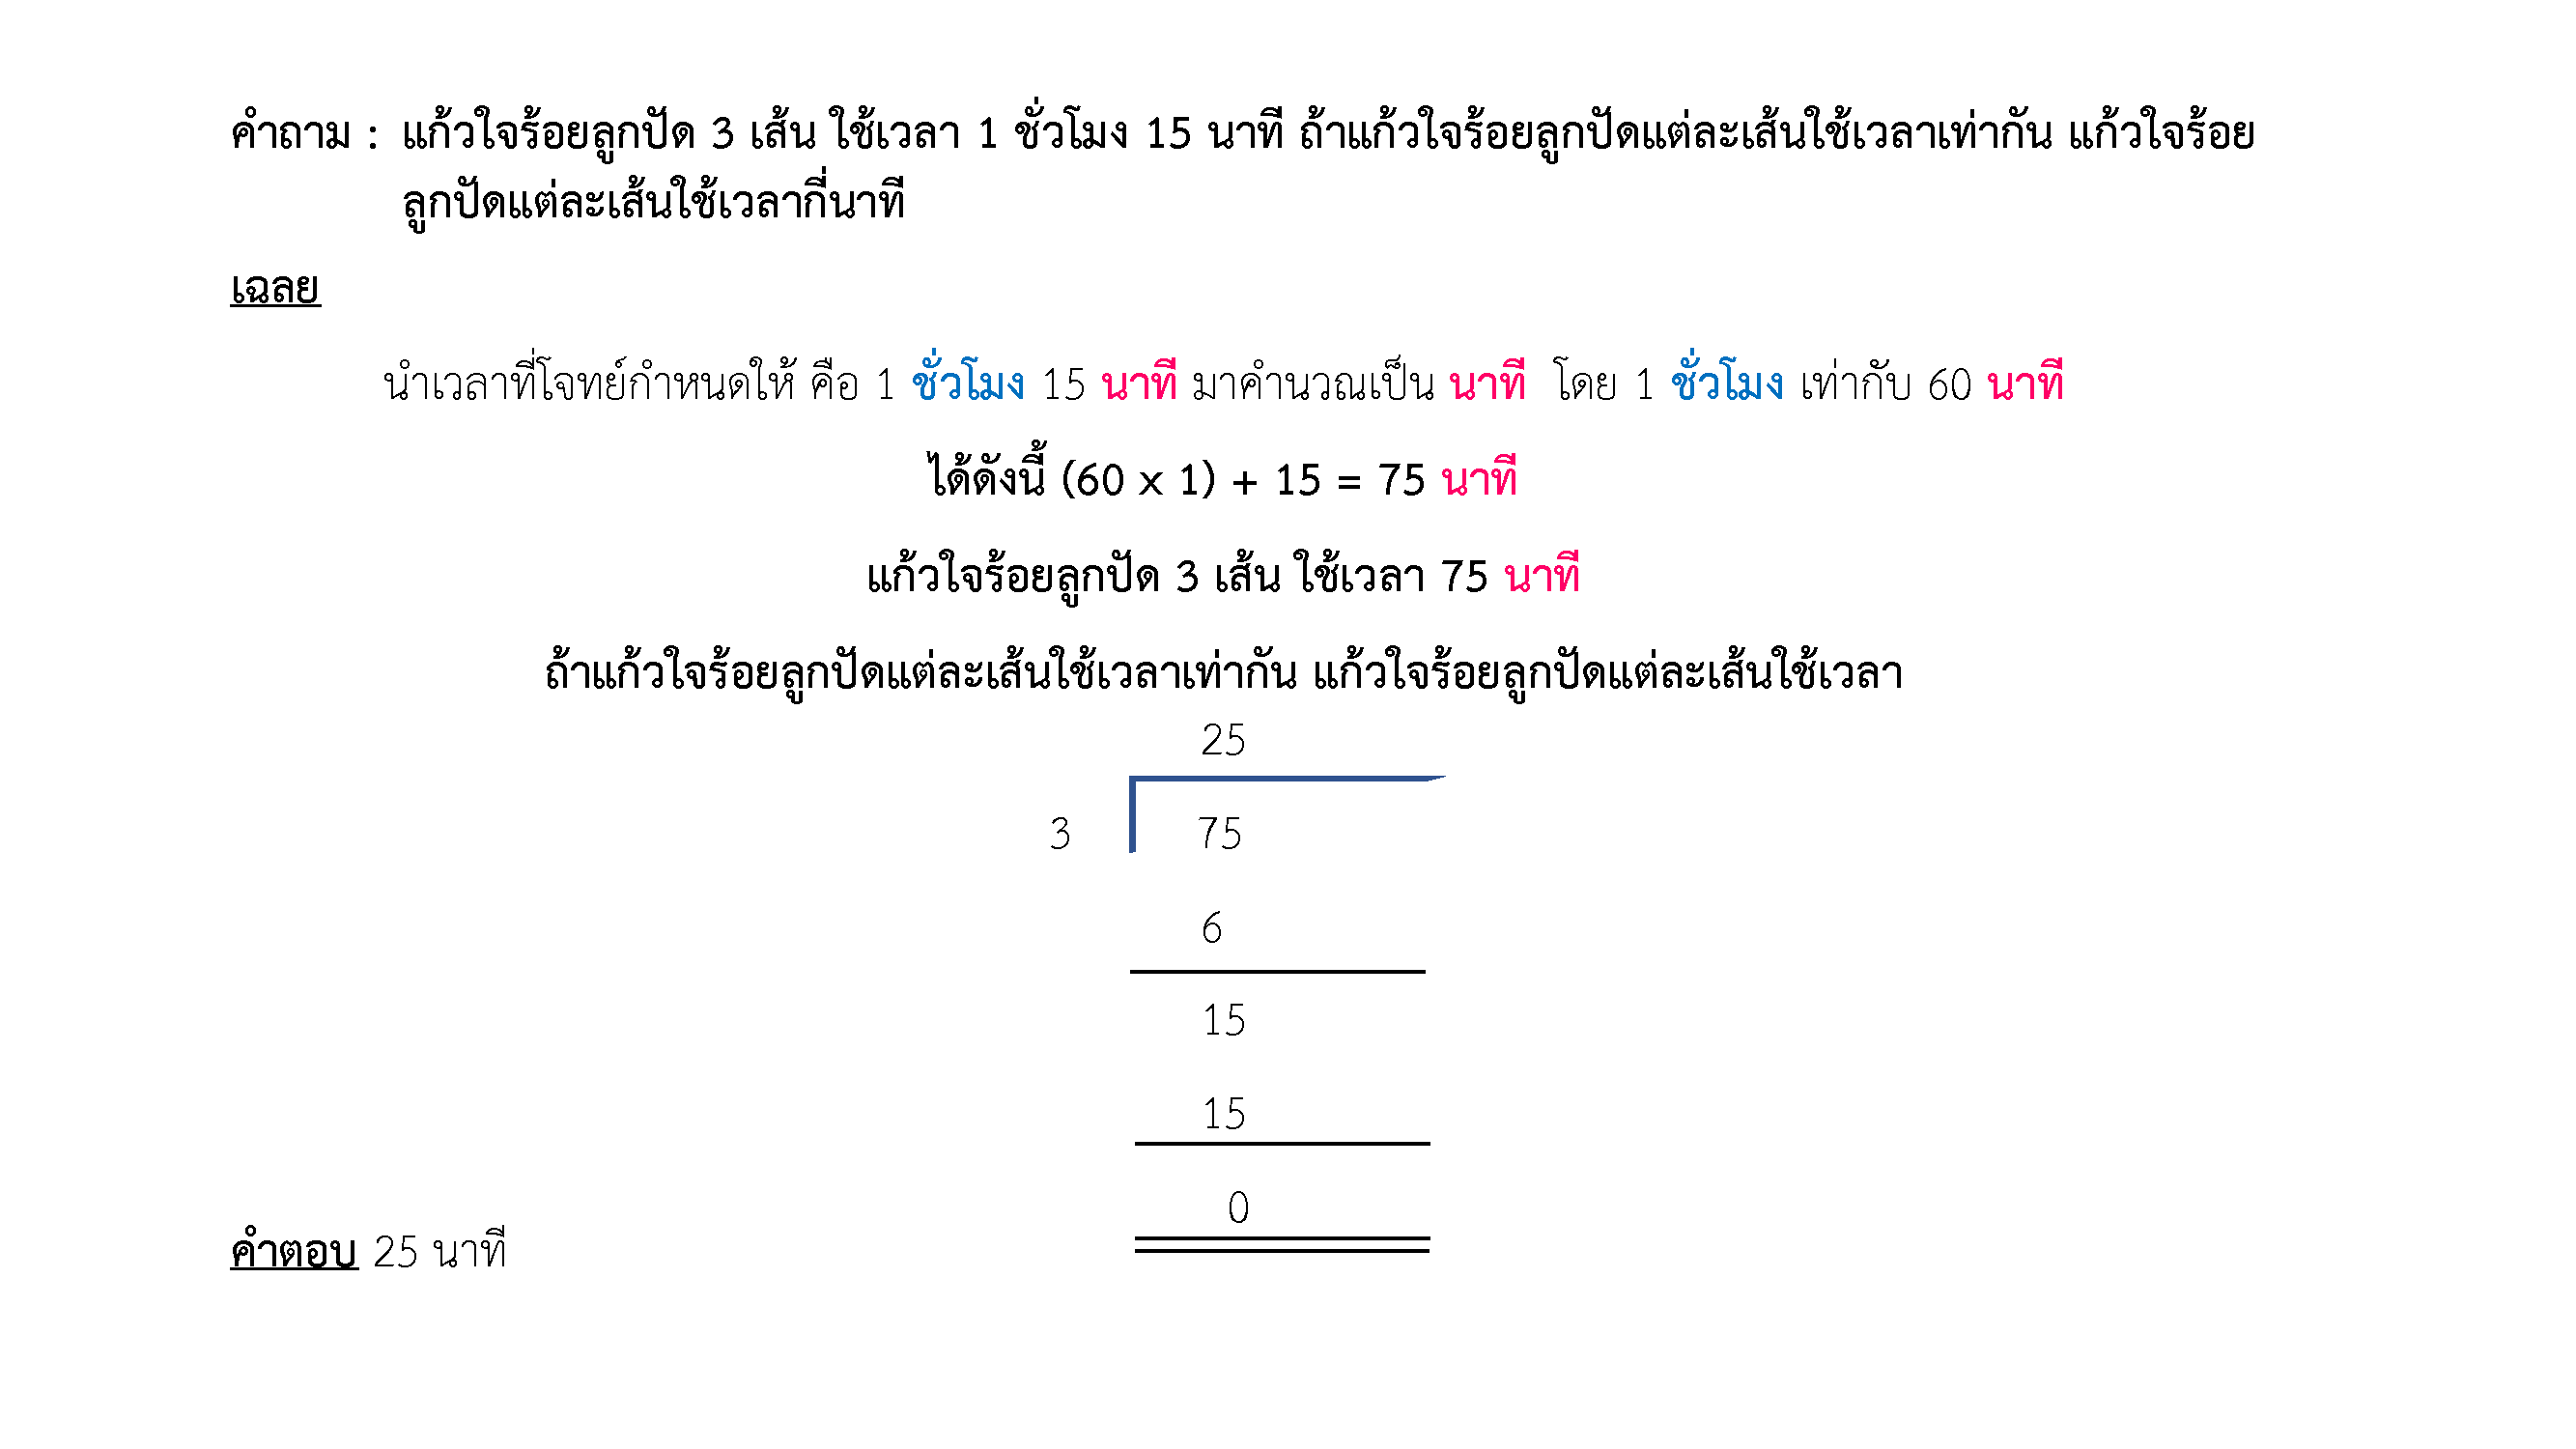 คำถาม : แก้วใจร้อยลูกปัด 3 เส้น ใช้เวลา 1 ชั่วโมง 15 นาที ถ้าแก้วใจร้อยลูกปัดแต่ละเส้นใช้เวลาเท่ากัน แก้วใจร้อย
ลูกปัดแต่ละเส้นใช้เวลากี่นาที
เฉลย
นำเวลาที่โจทย์กำหนดให้ คือ 1 ชั่วโมง 15 นาที มาคำนวณเป็น นาที โดย 1 ชั่วโมง เท่ากับ 60 นาที
ได้ดังนี้ (60 x 1) + 15 = 75 นาที
แก้วใจร้อยลูกปัด 3 เส้น ใช้เวลา 75 นาที
ถ้าแก้วใจร้อยลูกปัดแต่ละเส้นใช้เวลาเท่ากัน แก้วใจร้อยลูกปัดแต่ละเส้นใช้เวลา
25
3 75
6
15
15
0
คำตอบ 25 นาที